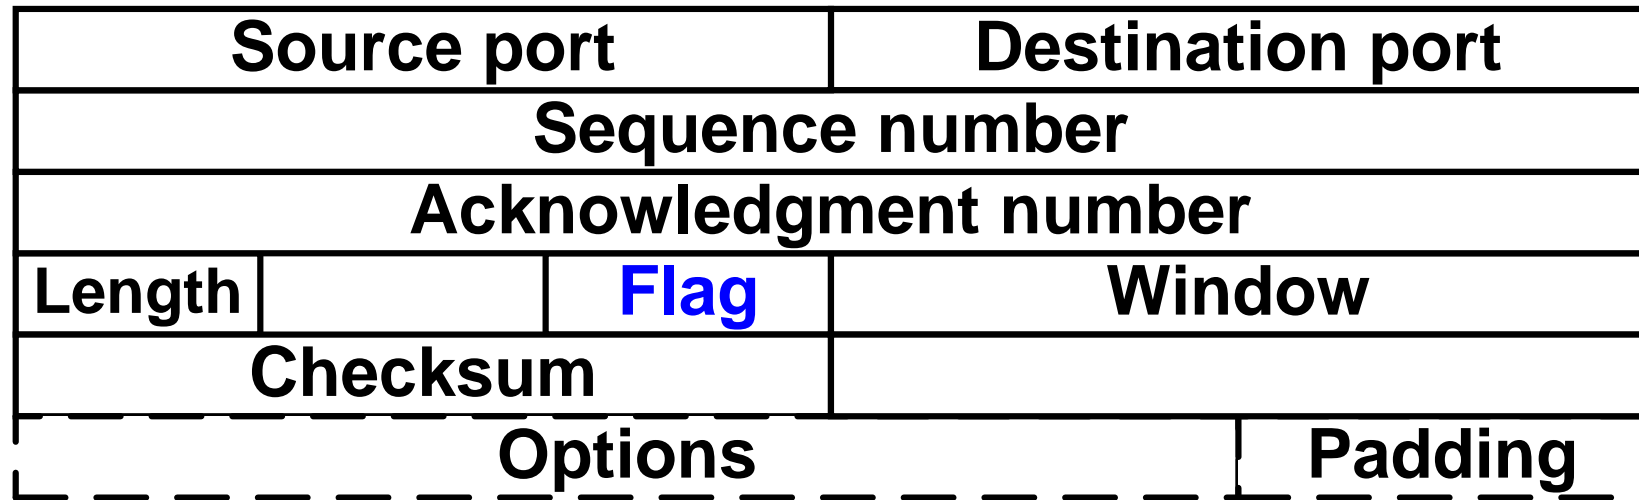 Source port Destination port
Sequence number
Acknowledgment number
Length Flag Window
Checksum
Options Padding